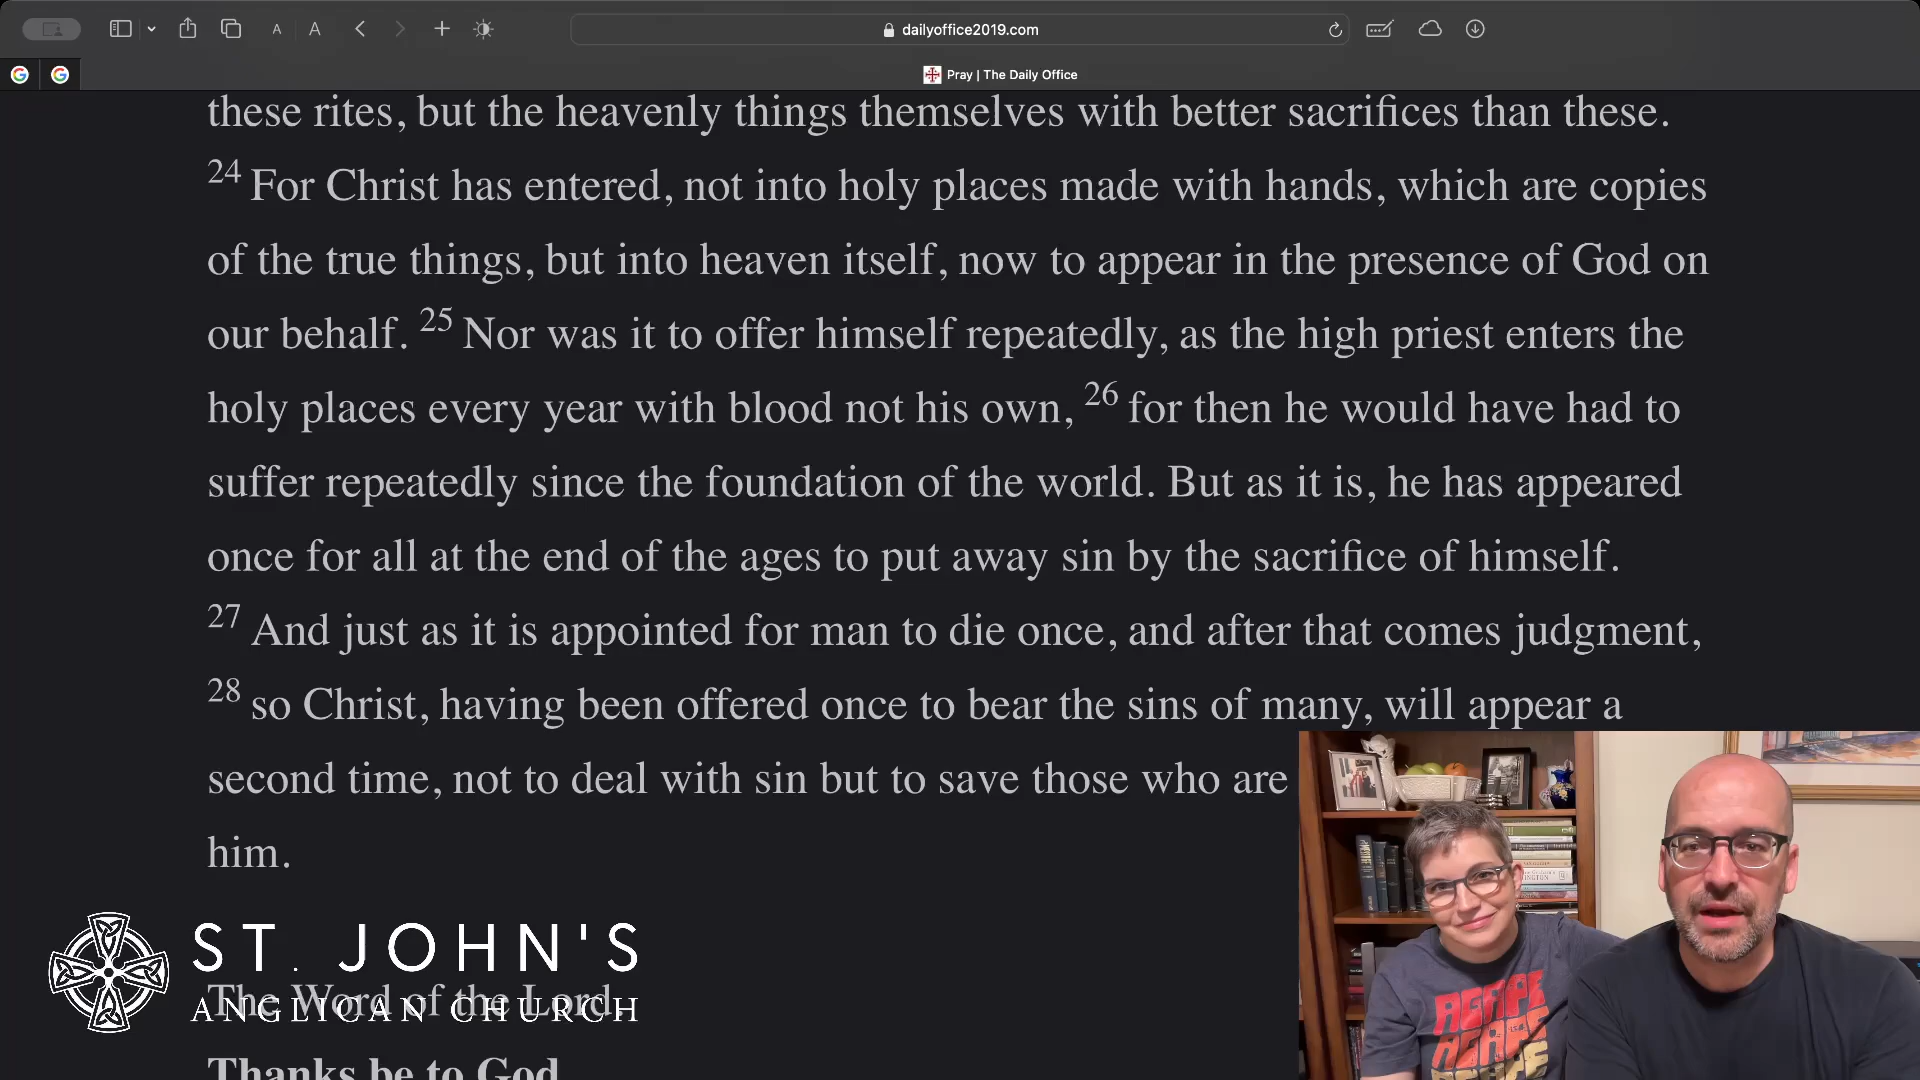 dailyoffice2019.com
Pray | The Daily Office
these rites, but the heavenly things themselves with better sacrifices than these.
24 For Christ has entered, not into holy places made with hands, which are copies
of the true things, but into heaven itself, now to appear in the presence of God on
our behalf. 25 Nor was it to offer himself repeatedly, as the high priest enters the
holy places every year with blood not his own, 26 for then he would have had to
suffer repeatedly since the foundation of the world. But as it is, he has appeared
once for all at the end of the ages to put away sin by the sacrifice of himself.
27 And just as it is appointed for man to die once, and after that comes judgment,
28 so Christ, having been offered once to bear the sins of many, will appear a
second time, not to deal with sin but to save those who are
him.
ST. JOHN'S
ANGLICAN CHURCH
The Word of the Lord.
Thanks be to God
AGAPE
AGAPE